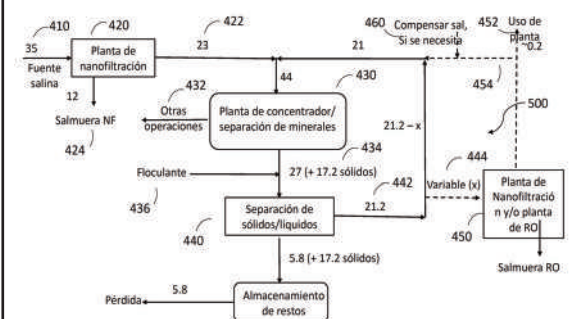 410
420
422
460
Compensar sal,
Si se necesita
452
Uso de
planta
~0.2
35
Fuente
salina
Planta de
nanofiltración
23
21
454
500
12
Salmuera NF
424
432
Otras
operaciones
44
430
Planta de concentrador/
separación de minerales
434
21.2 – x
444
Floculante
436
27 (+ 17.2 sólidos)
442
Variable (x)
Planta de
Nanofiltració
n y/o planta
de RO
450
Separación de
sólidos/líquidos
440
21.2
Salmuera RO
5.8 (+ 17.2 sólidos)
Pérdida
5.8
Almacenamiento
de restos